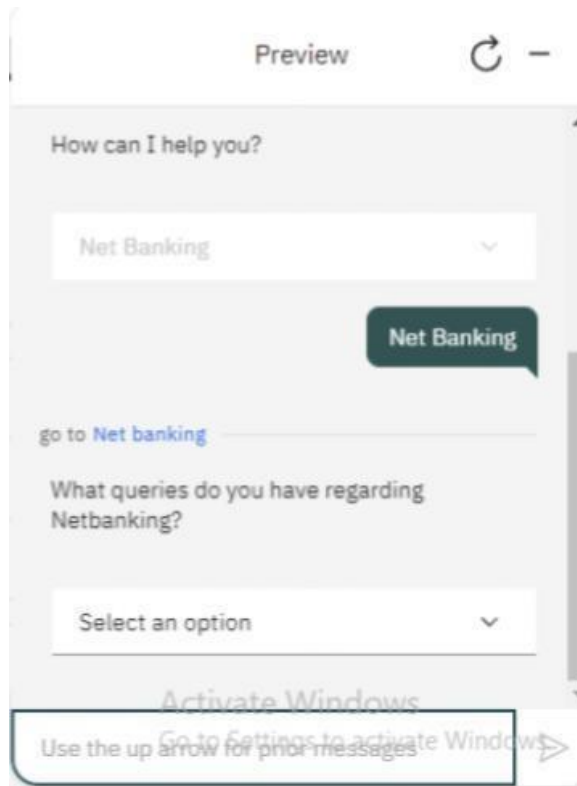 Preview
How can I help you?
Net Banking
Net Banking
go to Net banking
What queries do you have regarding
Netbanking?
Select an option
Activate Windows
Go to Settings to activate Windows.
Use the up arrow for prior messages